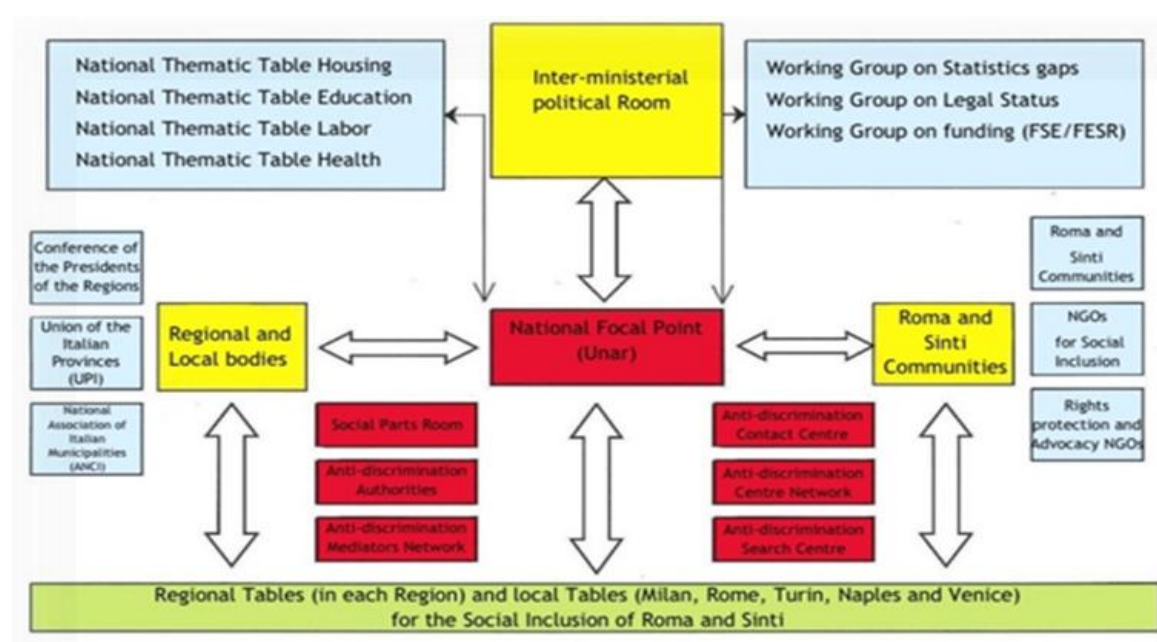 National Thematic Table Housing
National Thematic Table Education
National Thematic Table Labor
National Thematic Table Health
Inter-ministerial
political Room
Working Group on Statistics gaps
Working Group on Legal Status
Working Group on funding (FSE/FESR)
Conference of
the Presidents
of the Regions
Union of the
Italian
Provinces
(UPI)
National
Association of
Italian
Municipalities
(ANCI)
Regional and
Local bodies
National Focal Point
(Unar)
Roma and
Sinti
Communities
Roma and
Sinti
Communities
NGOs
for Social
Inclusion
Rights
protection and
Advocacy NGOs
Social Parts Room
Anti-discrimination
Authorities
Anti-discrimination
Mediators Network
Anti-discrimination
Contact Centre
Anti-discrimination
Centre Network
Anti-discrimination
Search Centre
Regional Tables (in each Region) and local Tables (Milan, Rome, Turin, Naples and Venice)
for the Social Inclusion of Roma and Sinti